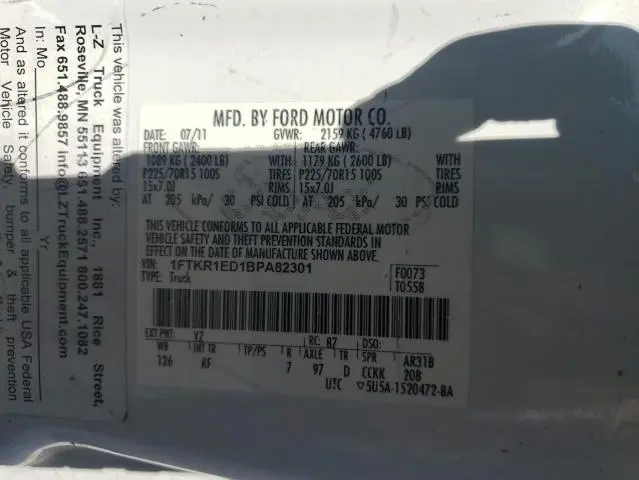 This vehicle was altered by:
L-Z Truck Equipment Inc., 1881 Rice Street,
Roseville, MN 55113 651.488.2571 800.247.1082
Fax 651.488.9857 info@LZTruckEquipment.com
In: Mo Yr
And as altered it conforms to all applicable USA Federal
Motor Vehicle Safety, bumper & theft prevention
MFD. BY FORD MOTOR CO.
DATE: 07/11 GVWR: 2159 KG ( 4760 LB)
FRONT GAWR: REAR GAWR:
1089 KG ( 2400 LB) WITH 1179 KG ( 2600 LB) WITH
P225/70R15 100S TIRES P225/70R15 100S TIRES
15x7.0J RIMS 15x7.0J RIMS
AT 205 kPa/ 30 PSI COLD AT 205 kPa/ 30 PSI COLD
THIS VEHICLE CONFORMS TO ALL APPLICABLE FEDERAL MOTOR
VEHICLE SAFETY AND THEFT PREVENTION STANDARDS IN
EFFECT ON THE DATE OF MANUFACTURE SHOWN ABOVE.
VIN: 1FTKR1ED1BPA82301 F0073
TYPE: Truck T0558
EXT PNT: YZ RC: 87 DSO:
WB INT TR TP/PS R AXLE TR SPR AR31B
126 RF 7 97 D CCKK 20B
UTC 5U5A-1520472-BA